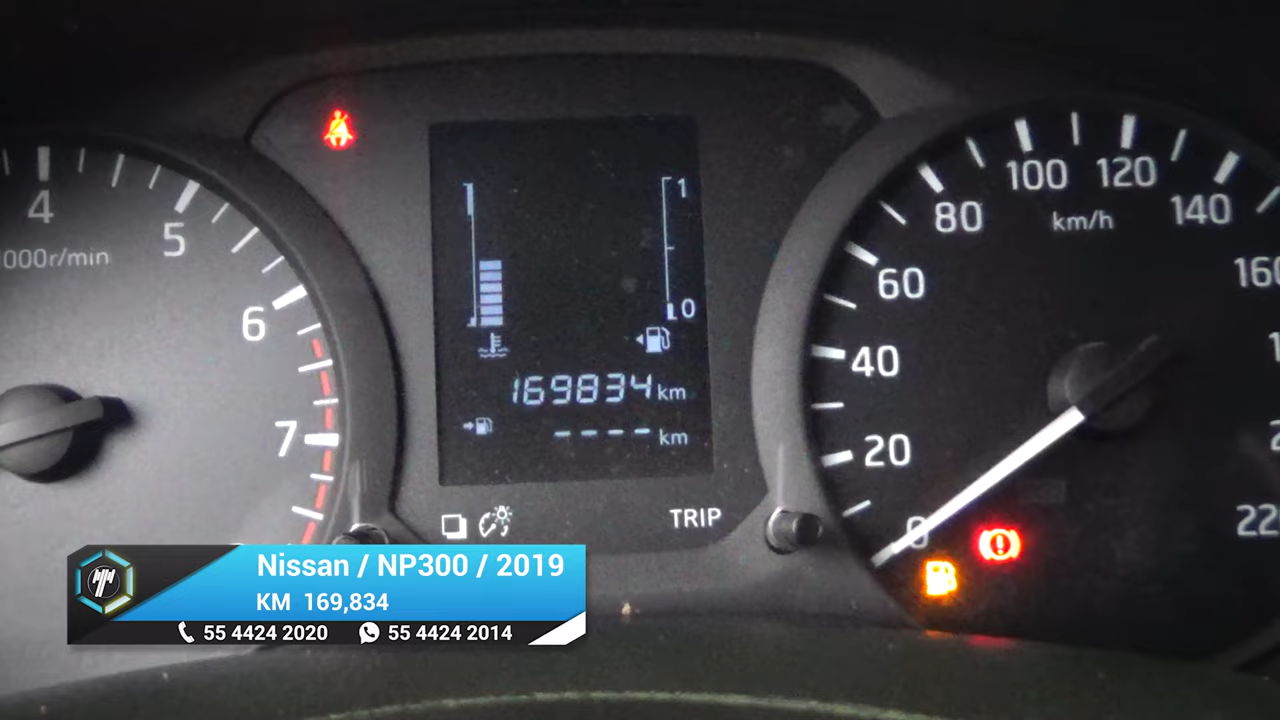 4
5
6
7
1000r/min
1
0
169834 km
---- km
TRIP
0
20
40
60
80
100
120
140
km/h
Nissan / NP300 / 2019
KM 169,834
55 4424 2020 55 4424 2014